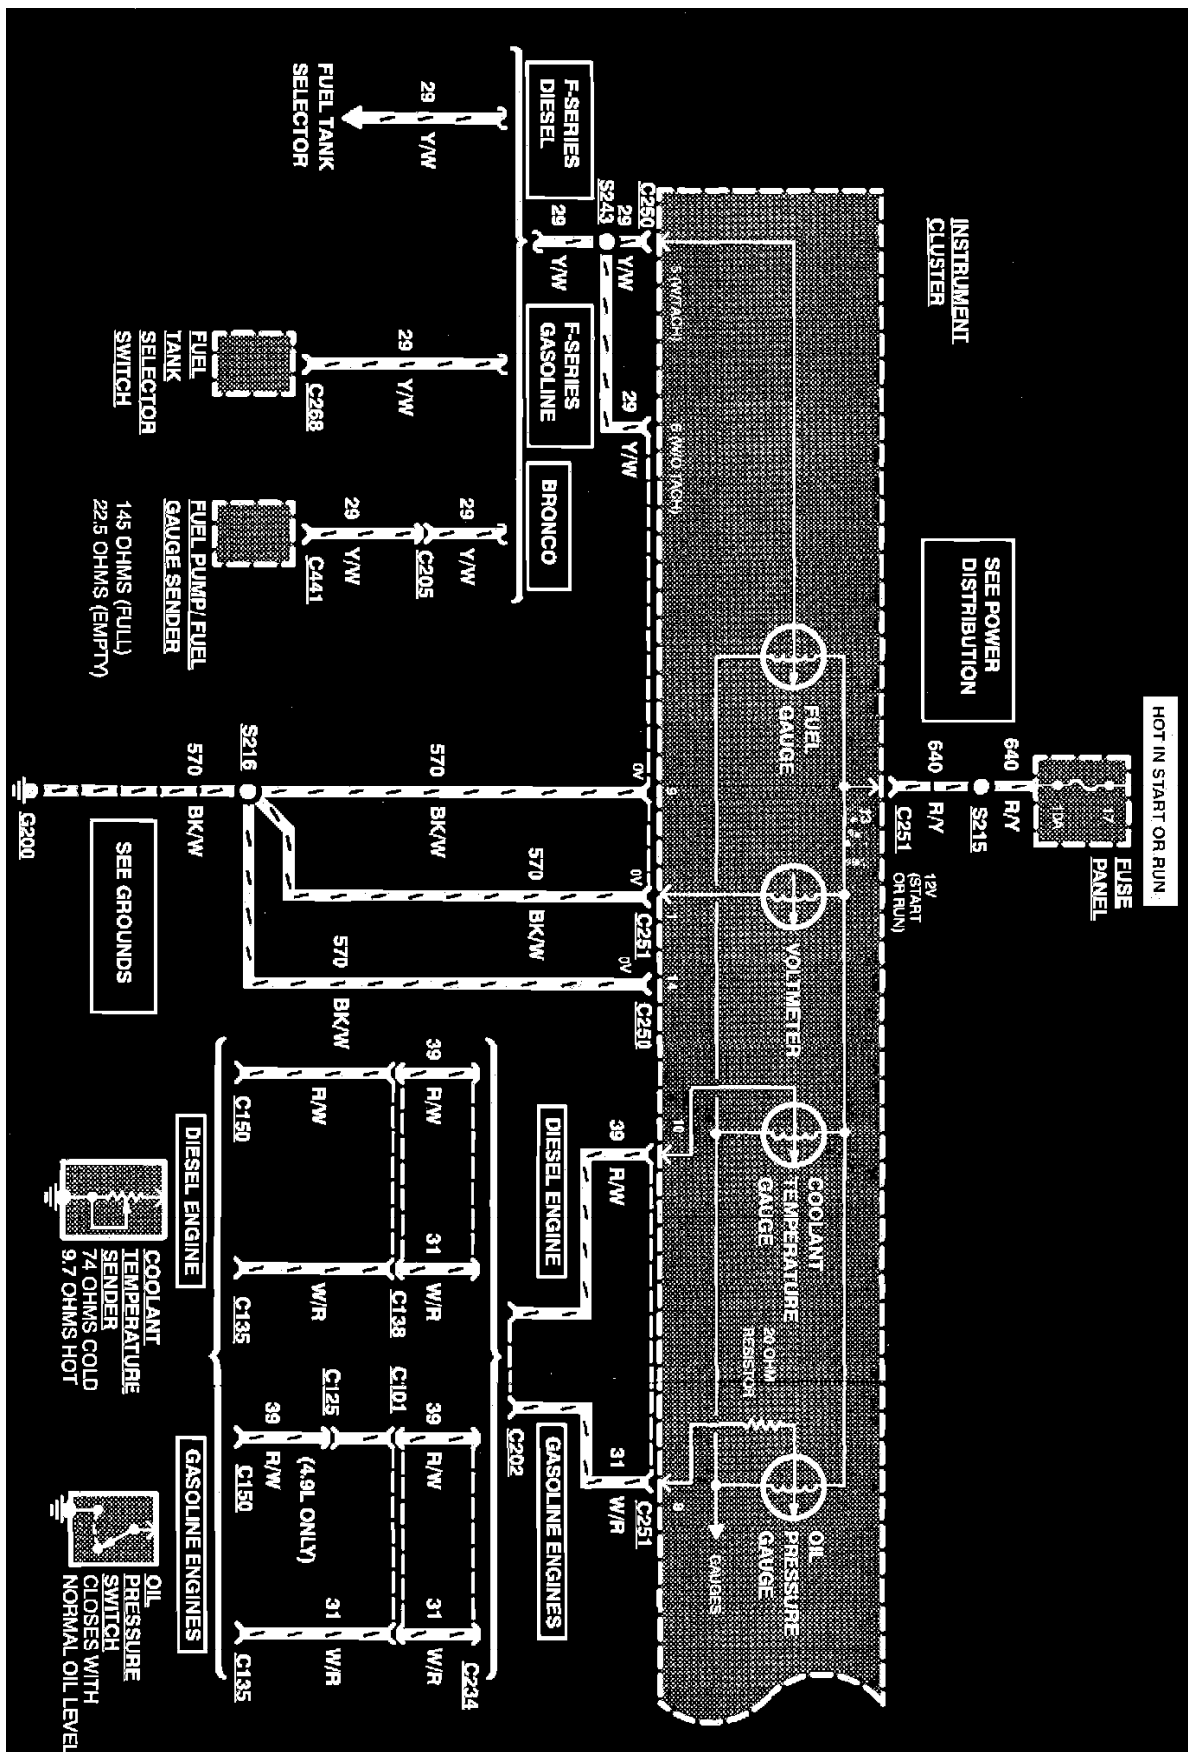 HOT IN START OR RUN
FUSE
PANEL
17
10A
640
R/Y
S215
640
R/Y
C251
12V
(START
OR RUN)
SEE POWER
DISTRIBUTION
INSTRUMENT
CLUSTER
FUEL
GAUGE
VOLTMETER
COOLANT
TEMPERATURE
GAUGE
OIL
PRESSURE
GAUGE
20 OHM
RESISTOR
GAUGES
5 (W/TACH)
6 (W/O TACH)
9
1
14
10
8
C250
29
Y/W
S243
29
Y/W
29
Y/W
0V
0V
C251
0V
C250
39
R/W
31
W/R
C251
F-SERIES
DIESEL
F-SERIES
GASOLINE
BRONCO
29
Y/W
FUEL TANK
SELECTOR
29
Y/W
C268
FUEL
TANK
SELECTOR
SWITCH
29
Y/W
C205
29
Y/W
C441
FUEL PUMP/FUEL
GAUGE SENDER
145 OHMS (FULL)
22.5 OHMS (EMPTY)
570
BK/W
570
BK/W
570
BK/W
S216
570
BK/W
G200
SEE GROUNDS
DIESEL ENGINE
GASOLINE ENGINES
C202
C234
39
R/W
31
W/R
39
R/W
31
W/R
C138
C101
R/W
W/R
C125
(4.9L ONLY)
39
R/W
31
W/R
C150
C135
C150
C135
DIESEL ENGINE
GASOLINE ENGINES
COOLANT
TEMPERATURE
SENDER
74 OHMS COLD
9.7 OHMS HOT
OIL
PRESSURE
SWITCH
CLOSES WITH
NORMAL OIL LEVEL